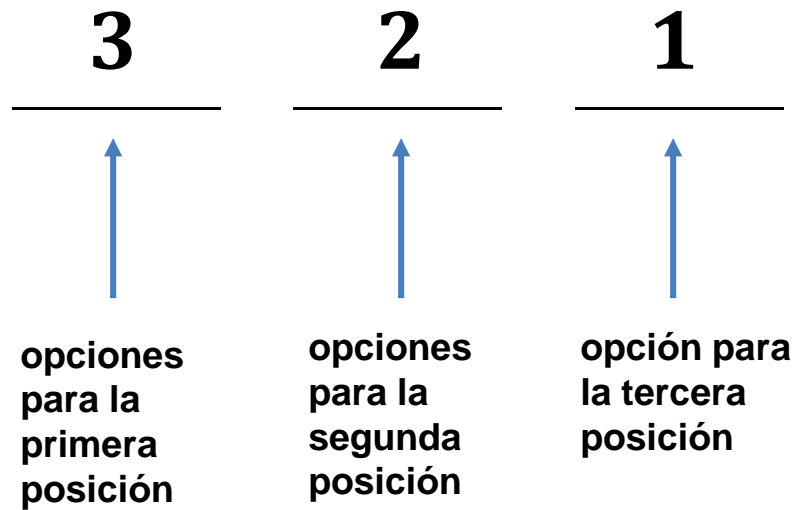 3 2 1
opciones
para la
primera
posición
opciones
para la
segunda
posición
opción para
la tercera
posición